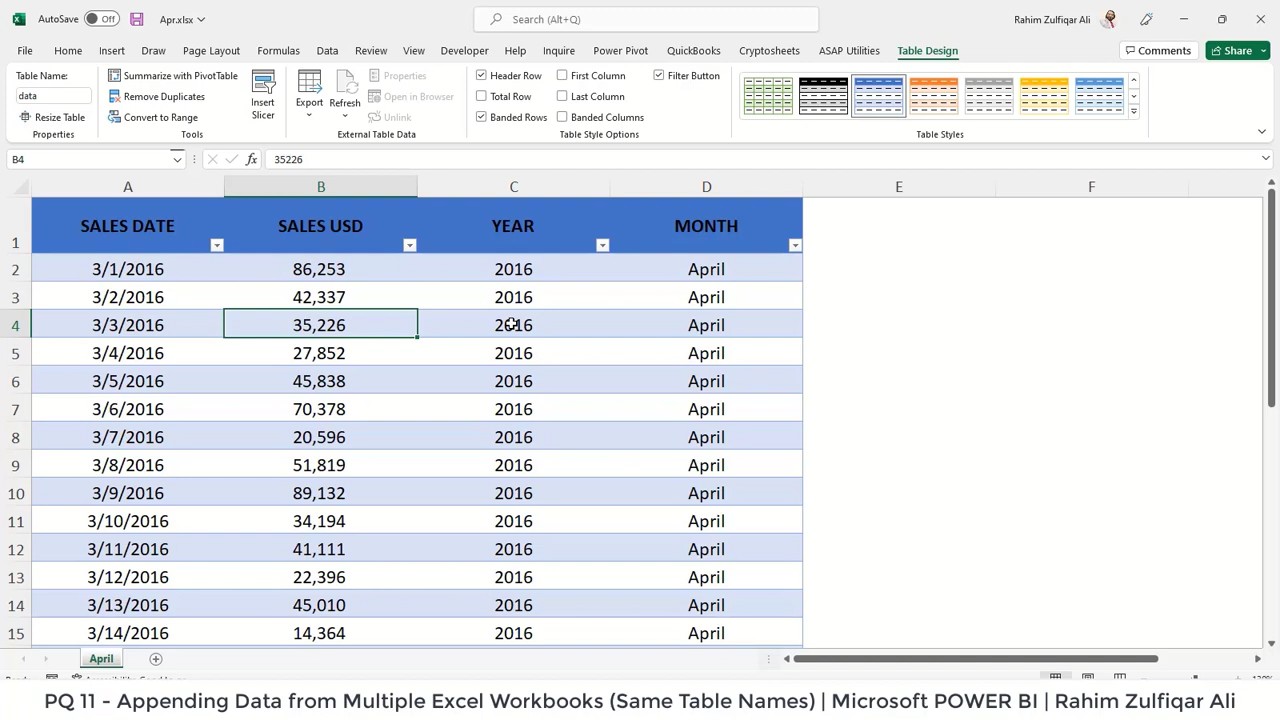 AutoSave Off Apr.xlsx Search (Alt+Q) Rahim Zulfiqar Ali
File Home Insert Draw Page Layout Formulas Data Review View Developer Help Inquire Power Pivot QuickBooks Cryptosheets ASAP Utilities Table Design Comments Share
Table Name: Summarize with PivotTable Properties Header Row First Column Filter Button
data Remove Duplicates Insert Slicer Export Refresh Open in Browser Total Row Last Column
Resize Table Convert to Range Unlink Banded Rows Banded Columns
Properties Tools External Table Data Table Style Options Table Styles
B4 fx 35226
A B C D E F
1 SALES DATE SALES USD YEAR MONTH
2 3/1/2016 86,253 2016 April
3 3/2/2016 42,337 2016 April
4 3/3/2016 35,226 2016 April
5 3/4/2016 27,852 2016 April
6 3/5/2016 45,838 2016 April
7 3/6/2016 70,378 2016 April
8 3/7/2016 20,596 2016 April
9 3/8/2016 51,819 2016 April
10 3/9/2016 89,132 2016 April
11 3/10/2016 34,194 2016 April
12 3/11/2016 41,111 2016 April
13 3/12/2016 22,396 2016 April
14 3/13/2016 45,010 2016 April
15 3/14/2016 14,364 2016 April
April
PQ 11 - Appending Data from Multiple Excel Workbooks (Same Table Names) | Microsoft POWER BI | Rahim Zulfiqar Ali